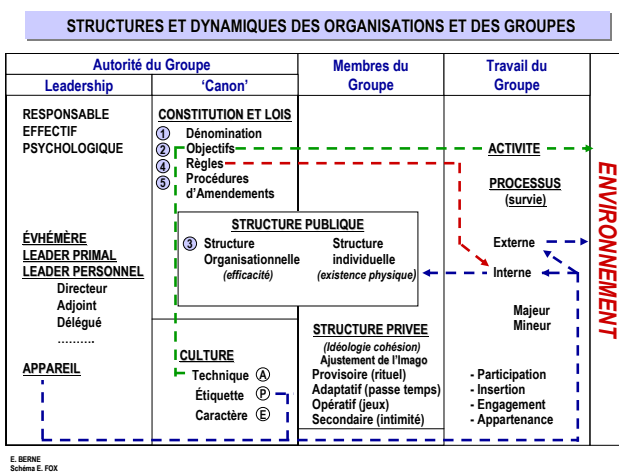 STRUCTURES ET DYNAMIQUES DES ORGANISATIONS ET DES GROUPES
Autorité du Groupe
Leadership
‘Canon’
Membres du
Groupe
Travail du
Groupe
RESPONSABLE
EFFECTIF
PSYCHOLOGIQUE
ÉVHÉMÈRE
LEADER PRIMAL
LEADER PERSONNEL
Directeur
Adjoint
Délégué
……….
APPAREIL
CONSTITUTION ET LOIS
1 Dénomination
2 Objectifs
4 Règles
5 Procédures
d’Amendements
STRUCTURE PUBLIQUE
3 Structure
Organisationnelle
(efficacité)
Structure
individuelle
(existence physique)
CULTURE
Technique A
Étiquette P
Caractère E
STRUCTURE PRIVEE
(Idéologie cohésion)
Ajustement de l’Imago
Provisoire (rituel)
Adaptatif (passe temps)
Opératif (jeux)
Secondaire (intimité)
ACTIVITE
PROCESSUS
(survie)
Externe
Interne
Majeur
Mineur
- Participation
- Insertion
- Engagement
- Appartenance
ENVIRONNEMENT
E. BERNE
Schéma E. FOX